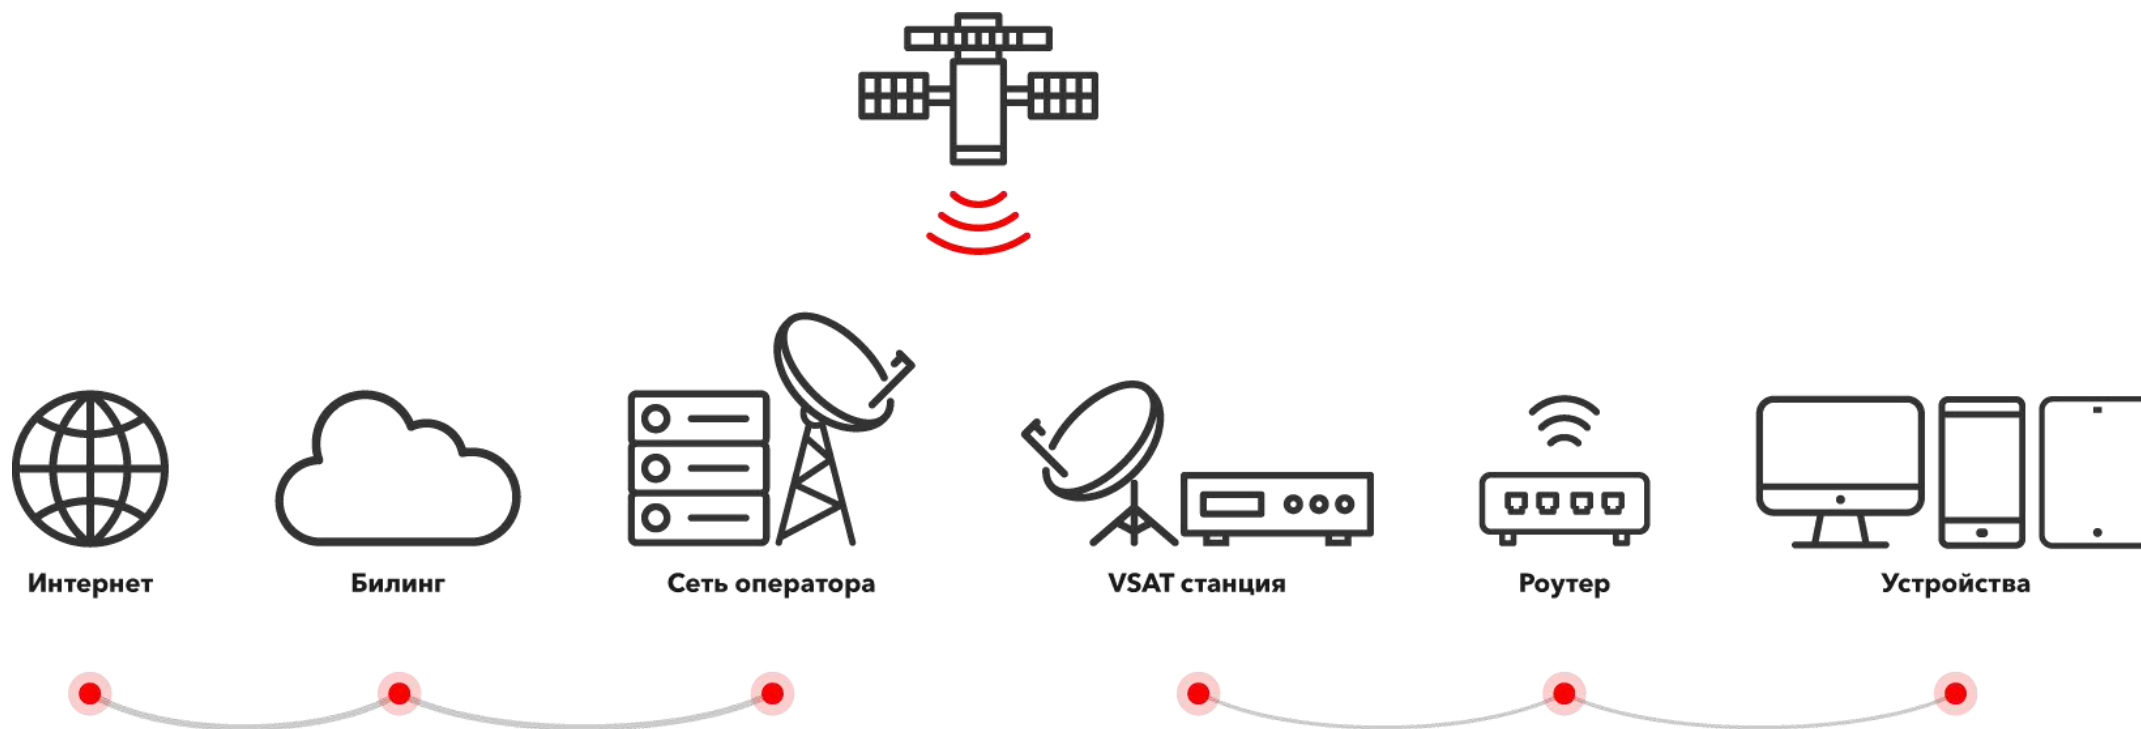 Интернет
Билинг
Сеть оператора
VSAT станция
Роутер
Устройства